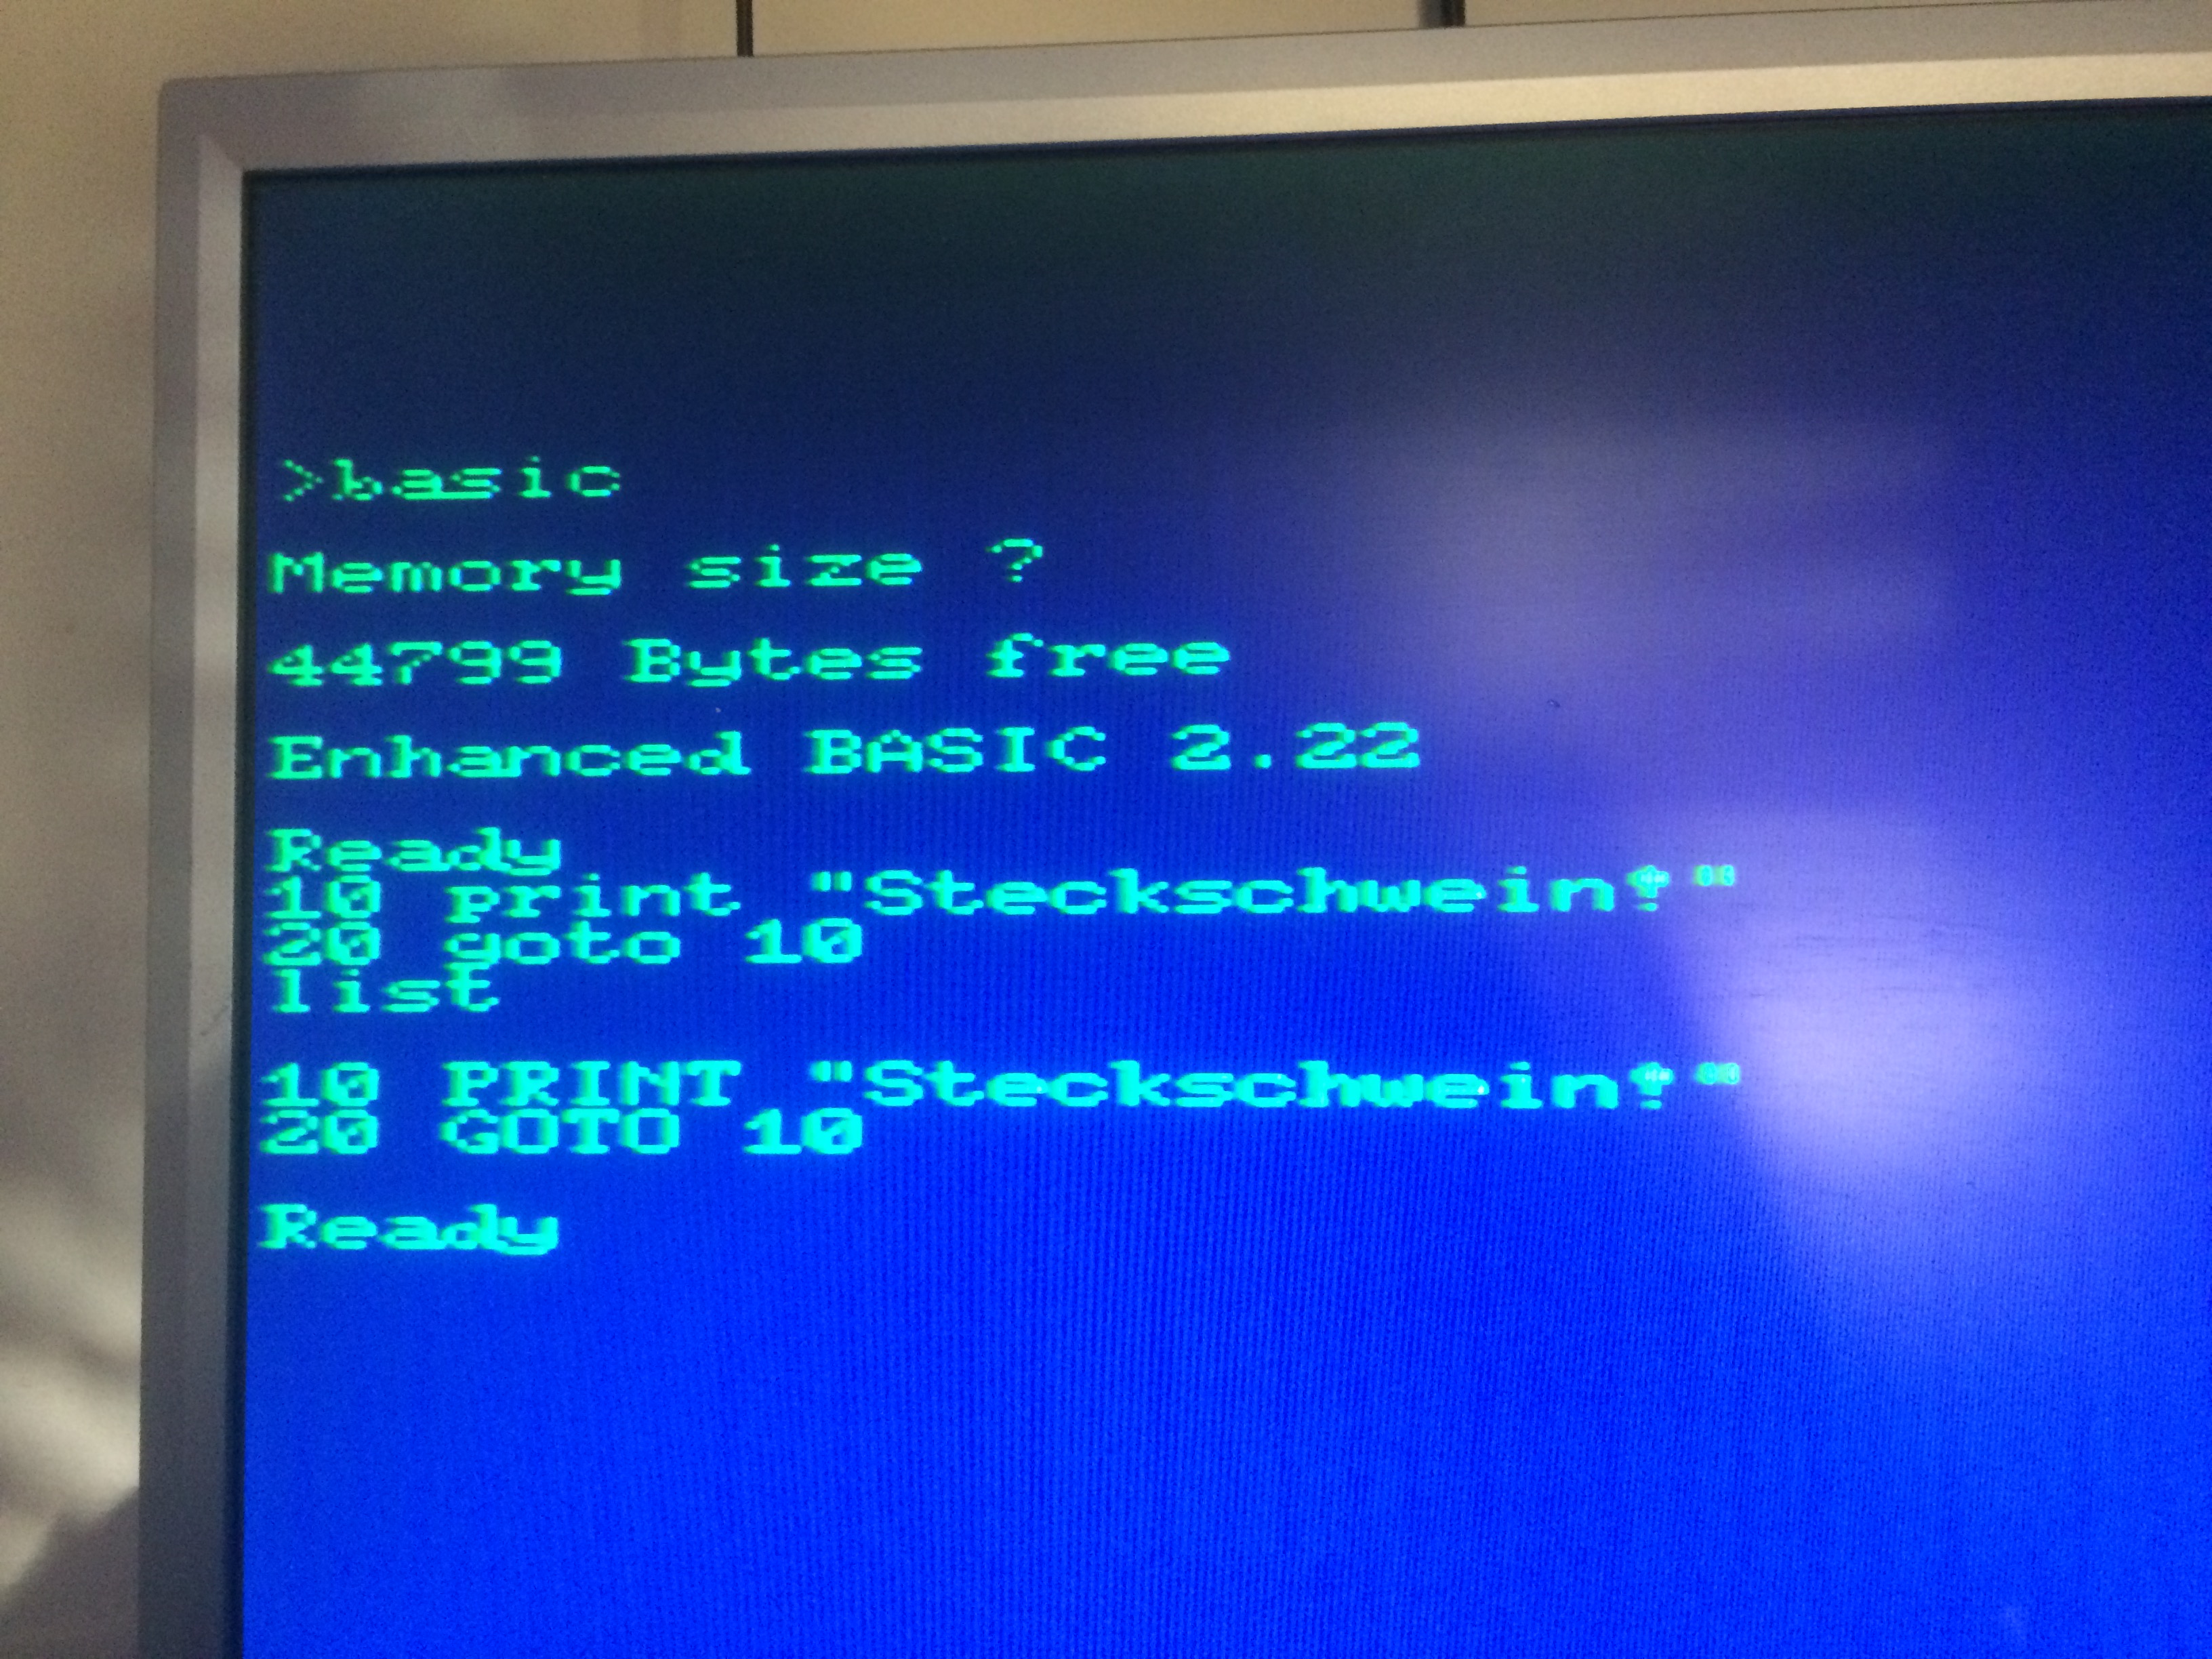 >basic
Memory size ?
44799 Bytes free
Enhanced BASIC 2.22
Ready
10 print "Steckschwein!"
20 goto 10
list
10 PRINT "Steckschwein!"
20 GOTO 10
Ready